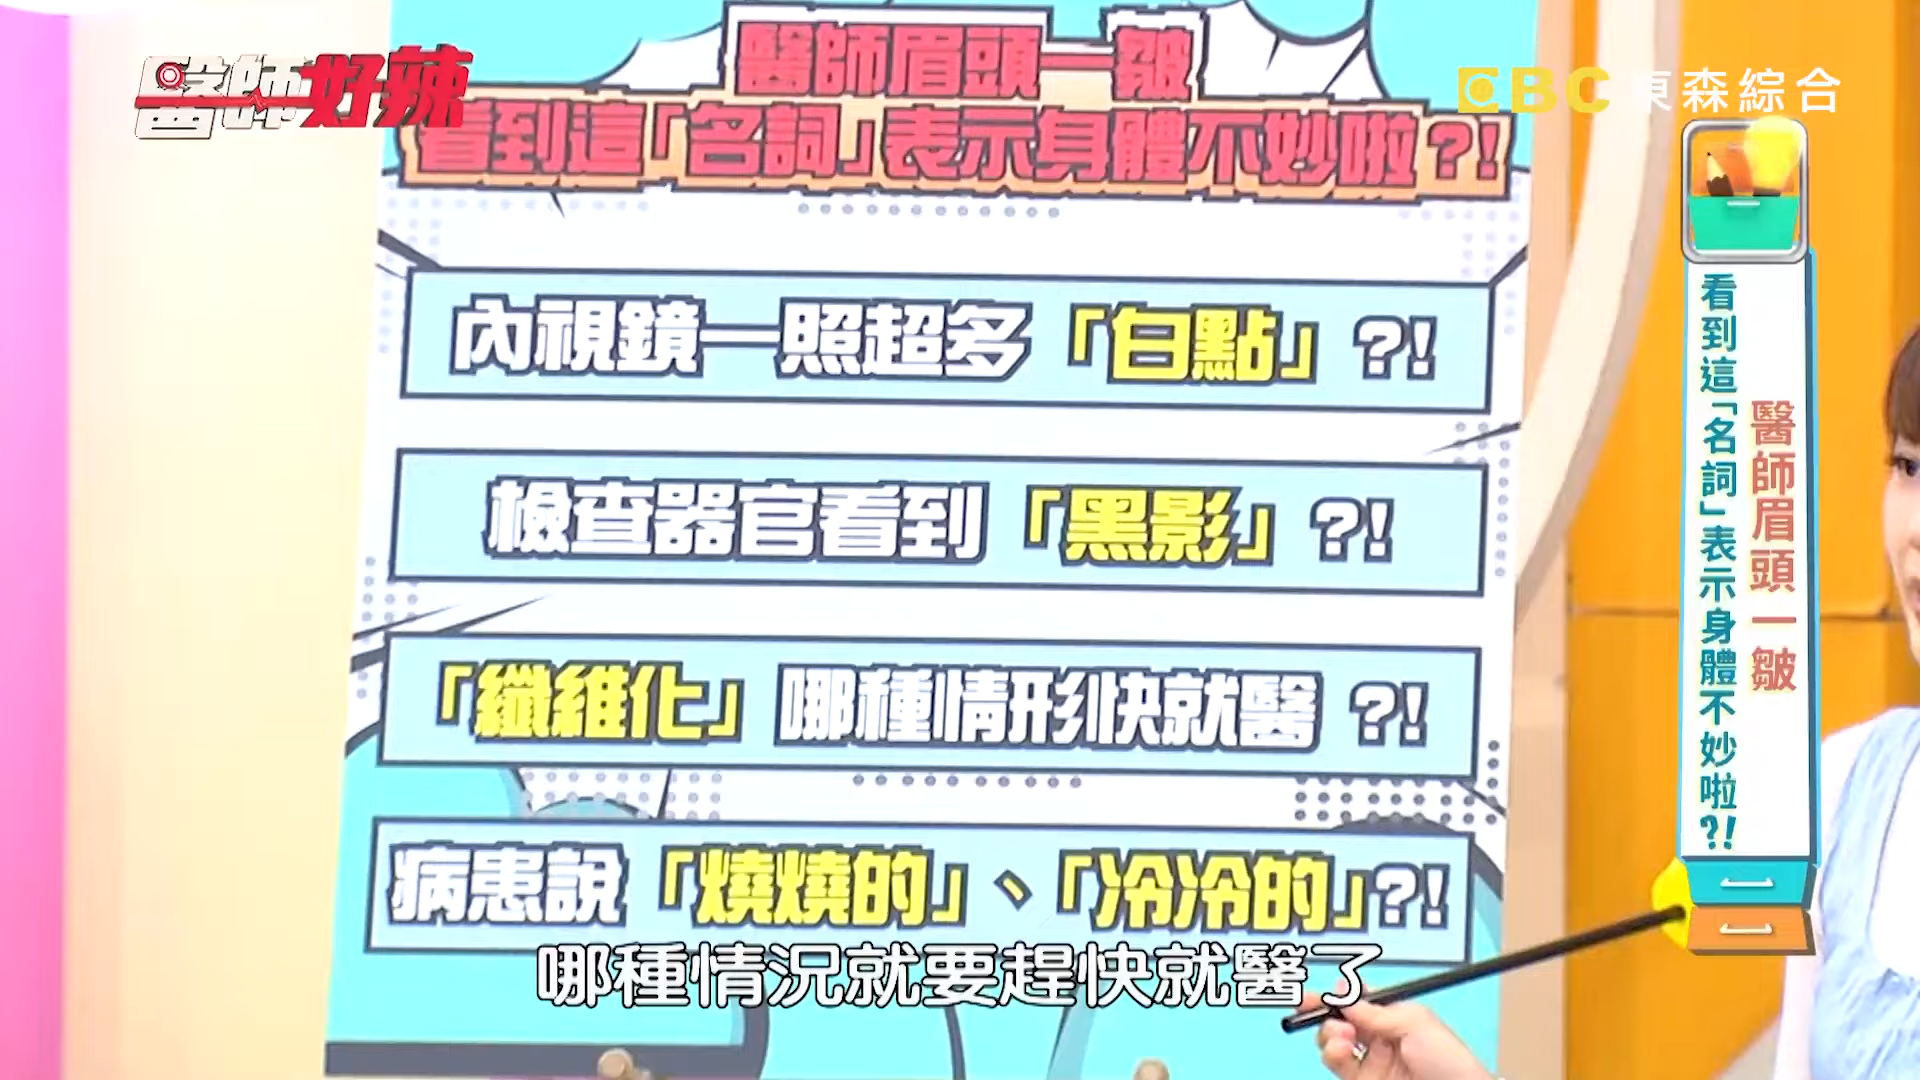 醫師好辣
EBC 東森綜合
醫師眉頭一皺
看到這「名詞」表示身體不妙啦?!
內視鏡一照超多「白點」?!
檢查器官看到「黑影」?!
「纖維化」哪種情形快就醫?!
病患說「燒燒的」、「冷冷的」?!
哪種情況就要趕快就醫了
醫師眉頭一皺
看到這「名詞」表示身體不妙啦?!